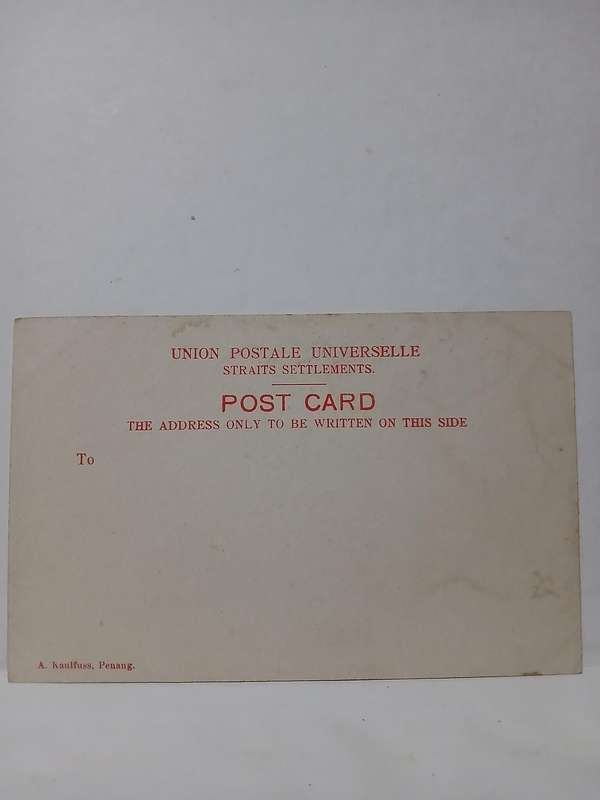 UNION POSTALE UNIVERSELLE
STRAITS SETTLEMENTS.
POST CARD
THE ADDRESS ONLY TO BE WRITTEN ON THIS SIDE
To
A. Kaulfuss, Penang.